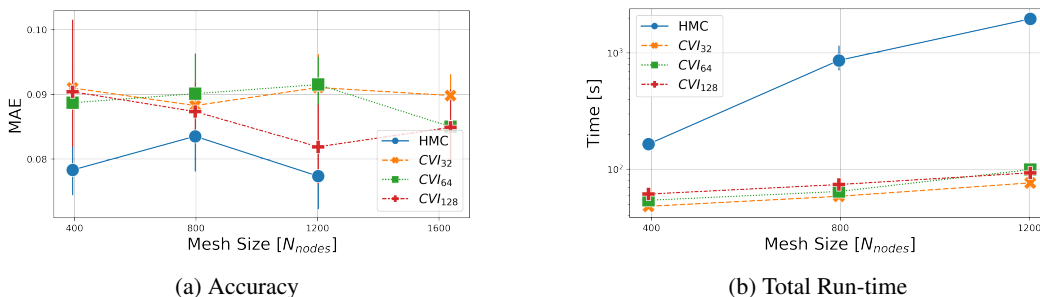 0.10
0.09
0.08
MAE
400
800
1200
1600
Mesh Size [N_nodes]
HMC
CVI_32
CVI_64
CVI_128
(a) Accuracy
10^3
10^2
Time [s]
HMC
CVI_32
CVI_64
CVI_128
400
800
1200
Mesh Size [N_nodes]
(b) Total Run-time